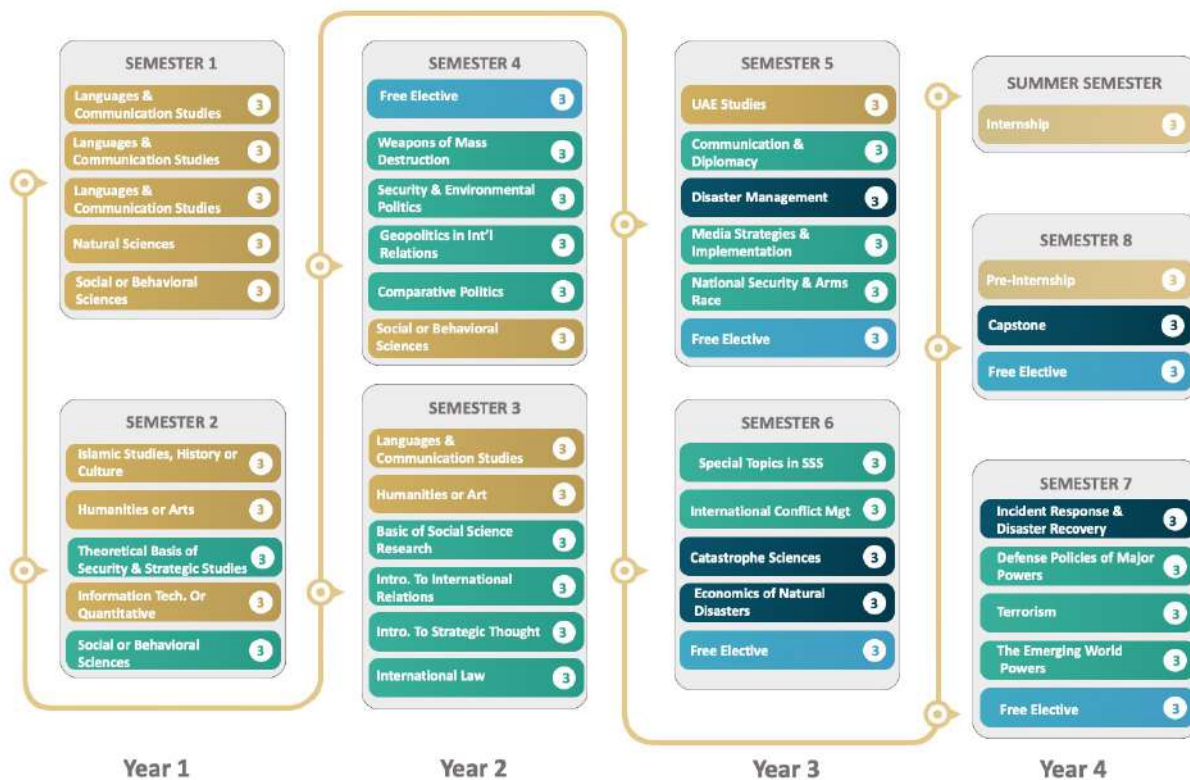 SEMESTER 1
Languages &
Communication Studies
3
Languages &
Communication Studies
3
Languages &
Communication Studies
3
Natural Sciences
3
Social or Behavioral
Sciences
3
SEMESTER 2
Islamic Studies, History or
Culture
3
Humanities or Arts
3
Theoretical Basis of
Security & Strategic Studies
3
Information Tech. Or
Quantitative
3
Social or Behavioral
Sciences
3
Year 1
SEMESTER 4
Free Elective
3
Weapons of Mass
Destruction
3
Security & Environmental
Politics
3
Geopolitics in Int'l
Relations
3
Comparative Politics
3
Social or Behavioral
Sciences
3
SEMESTER 3
Languages &
Communication Studies
3
Humanities or Art
3
Basic of Social Science
Research
3
Intro. To International
Relations
3
Intro. To Strategic Thought
3
International Law
3
Year 2
SEMESTER 5
UAE Studies
3
Communication &
Diplomacy
3
Disaster Management
3
Media Strategies &
Implementation
3
National Security & Arms
Race
3
Free Elective
3
SEMESTER 6
Special Topics in SSS
3
International Conflict Mgt
3
Catastrophe Sciences
3
Economics of Natural
Disasters
3
Free Elective
3
Year 3
SUMMER SEMESTER
Internship
3
SEMESTER 8
Pre-Internship
3
Capstone
3
Free Elective
3
SEMESTER 7
Incident Response &
Disaster Recovery
3
Defense Policies of Major
Powers
3
Terrorism
3
The Emerging World
Powers
3
Free Elective
3
Year 4